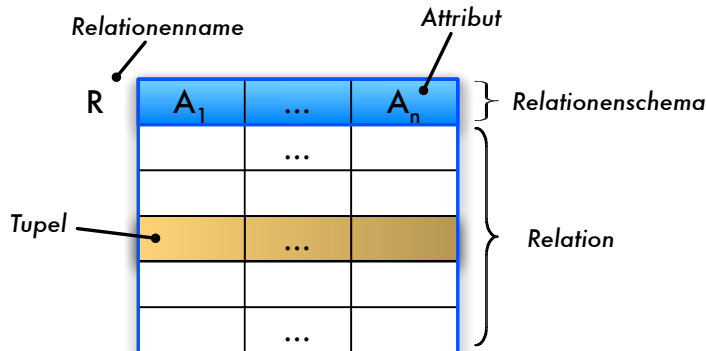 Relationenname
Attribut
R
A1
...
An
Relationenschema
...
Tupel
...
Relation
...